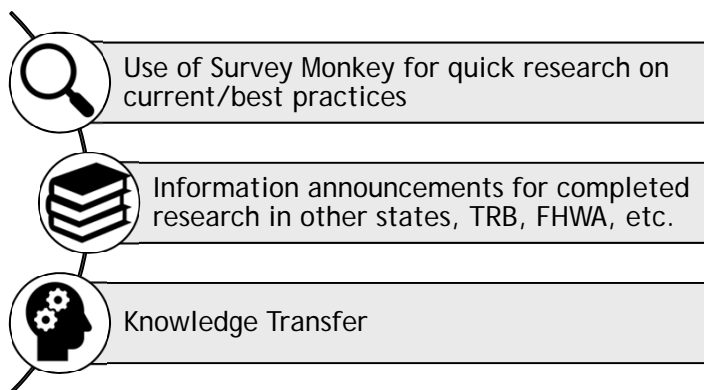 Use of Survey Monkey for quick research on
current/best practices
Information announcements for completed
research in other states, TRB, FHWA, etc.
Knowledge Transfer